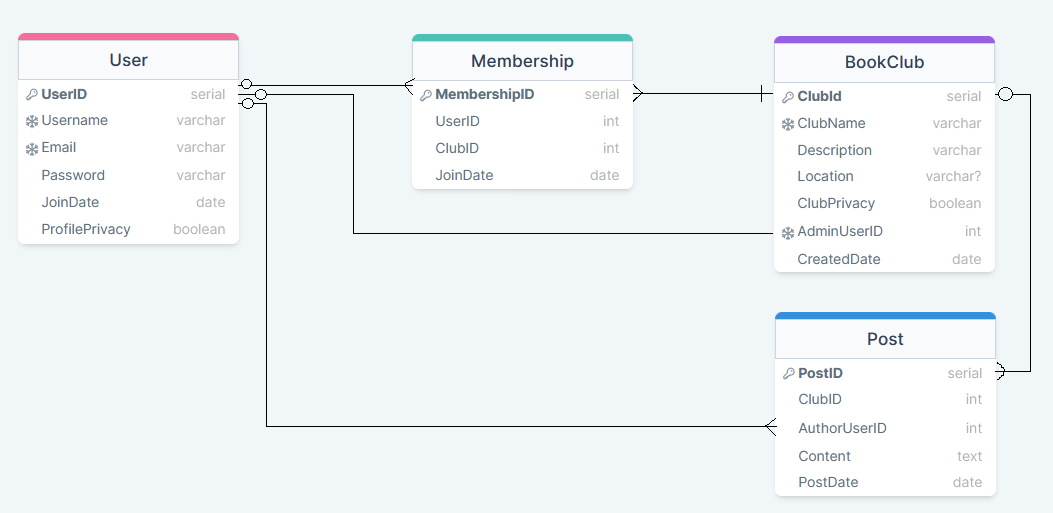 User
UserID serial
Username varchar
Email varchar
Password varchar
JoinDate date
ProfilePrivacy boolean
Membership
MembershipID serial
UserID int
ClubID int
JoinDate date
BookClub
ClubId serial
ClubName varchar
Description varchar
Location varchar?
ClubPrivacy boolean
AdminUserID int
CreatedDate date
Post
PostID serial
ClubID int
AuthorUserID int
Content text
PostDate date